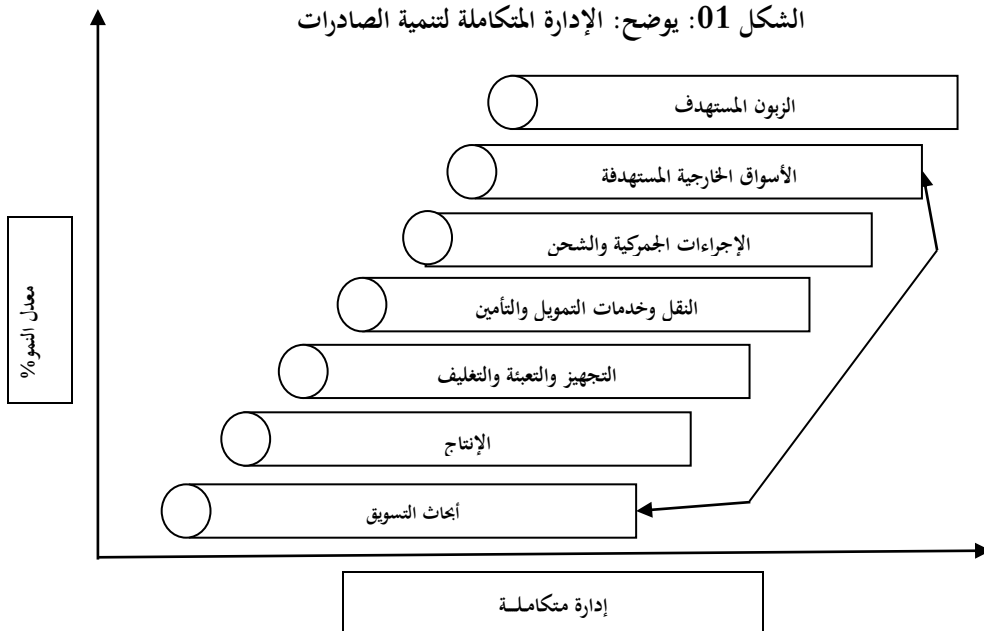 الشكل 01: يوضح: الإدارة المتكاملة لتنمية الصادرات
الزبون المستهدف
الأسواق الخارجية المستهدفة
الإجراءات الجمركية والشحن
النقل وخدمات التمويل والتأمين
التجهيز والتعبئة والتغليف
الإنتاج
أبحاث التسويق
معدل النمو%
إدارة متكاملــة